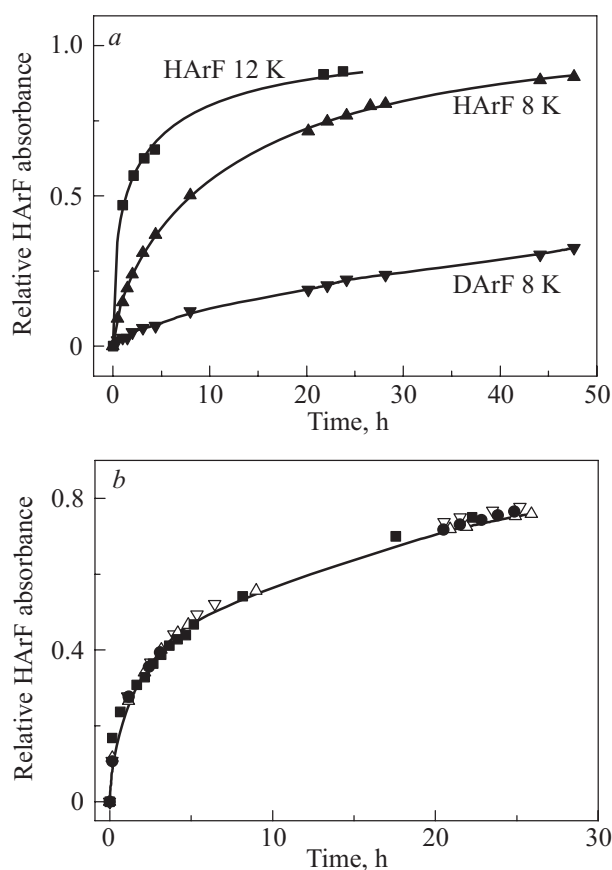 a
1.0
HArF 12 K
HArF 8 K
Relative HArF absorbance
0.5
DArF 8 K
0
0 10 20 30 40 50
Time, h
b
0.8
Relative HArF absorbance
0.4
0
0 10 20 30
Time, h